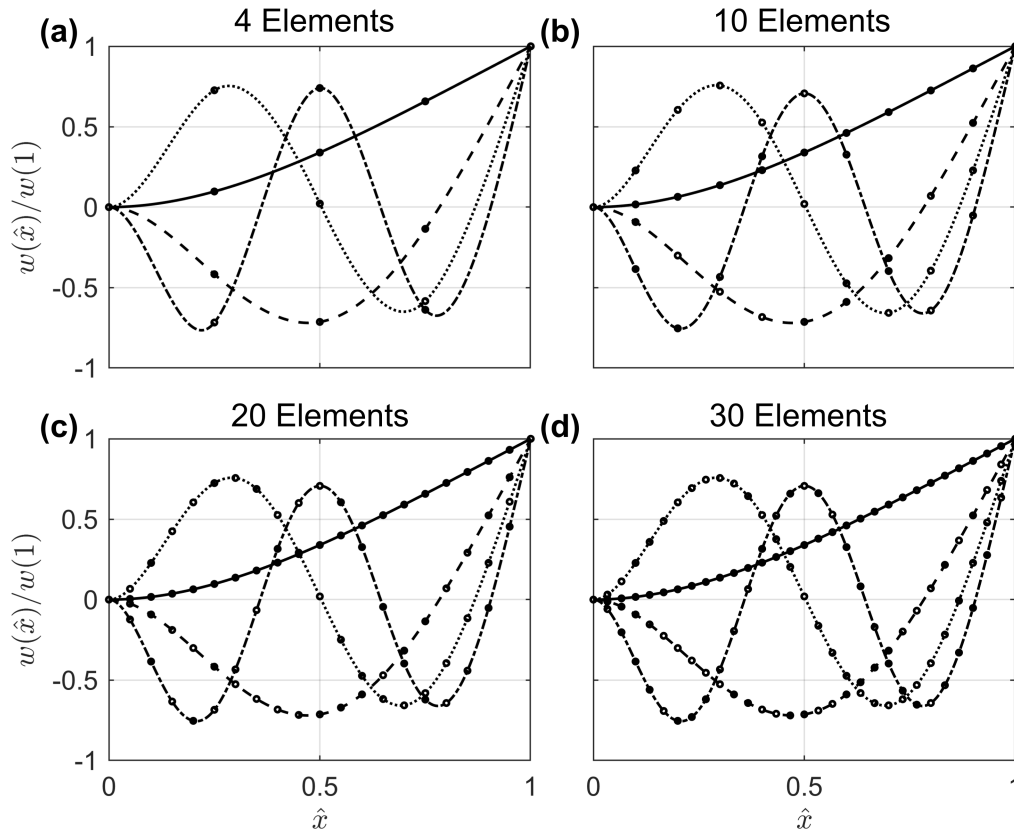 (a) 4 Elements
1
0.5
0
-0.5
-1
w(x̂)/w(1)
(b) 10 Elements
(c) 20 Elements
1
0.5
0
-0.5
-1
w(x̂)/w(1)
0 0.5 1
x̂
(d) 30 Elements
0 0.5 1
x̂